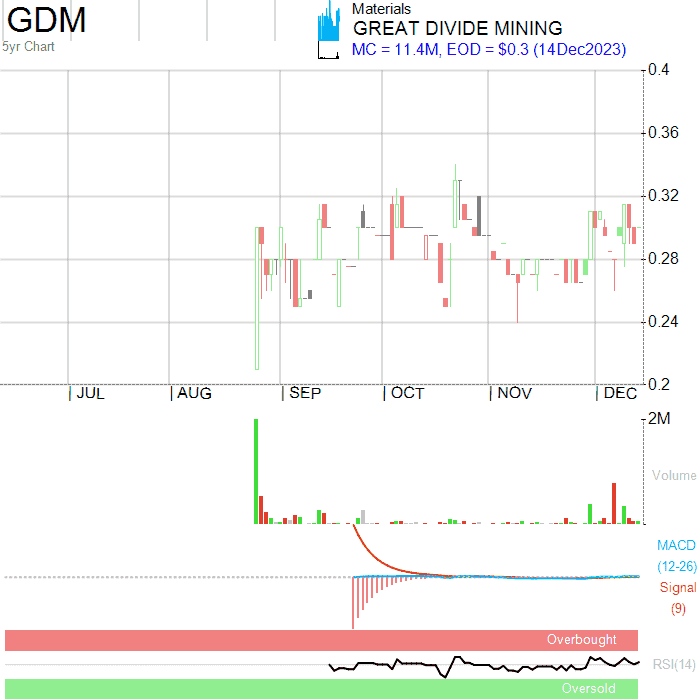 GDM
5yr Chart
Materials
GREAT DIVIDE MINING
MC = 11.4M, EOD = $0.3 (14Dec2023)
0.4
0.36
0.32
0.28
0.24
0.2
JUL AUG SEP OCT NOV DEC
2M
Volume
MACD
(12-26)
Signal
(9)
Overbought
RSI(14)
Oversold